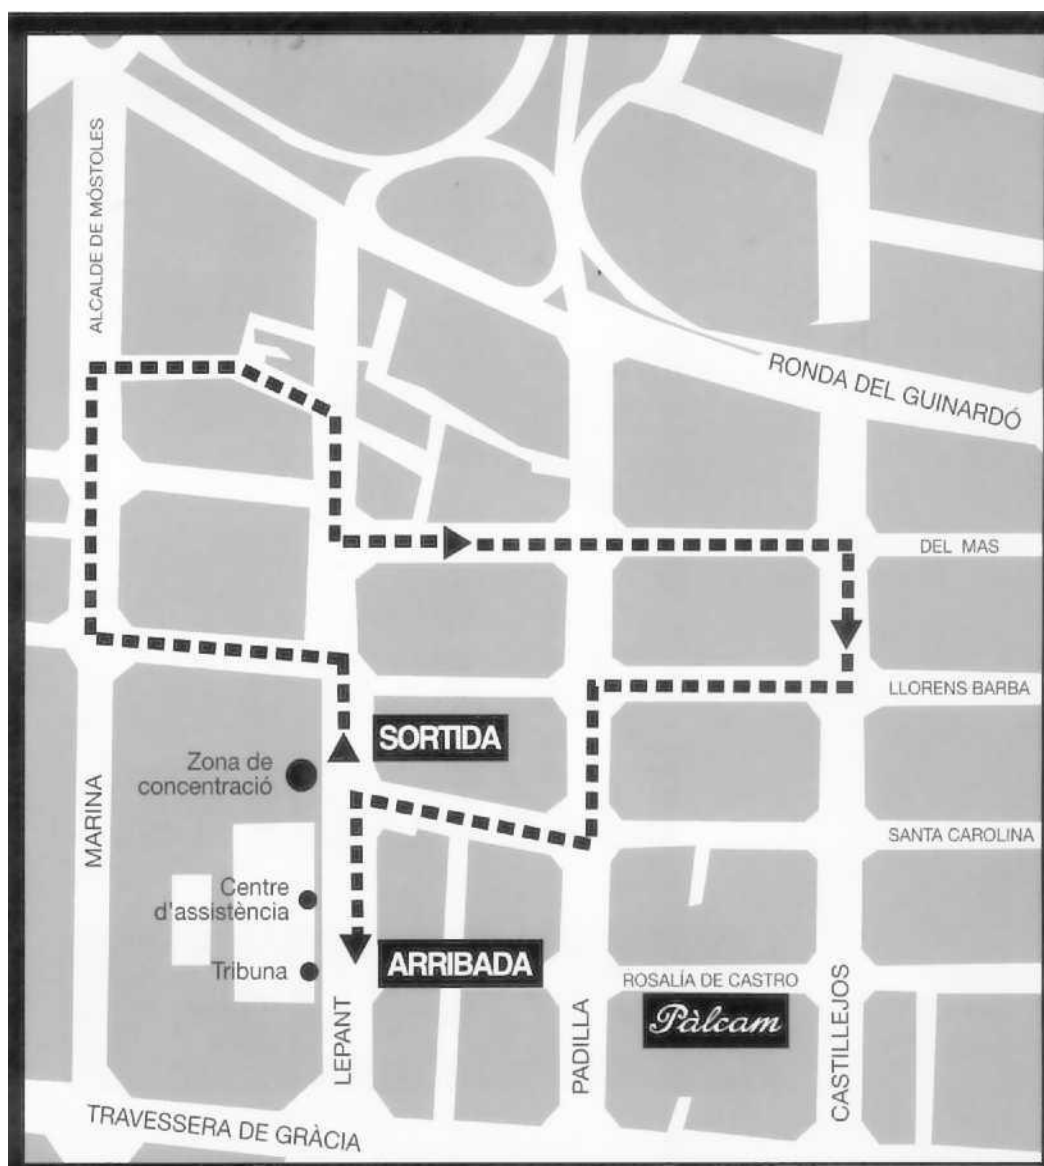 ALCALDE DE MÓSTOLES
RONDA DEL GUINARDÓ
DEL MAS
LLORENS BARBA
SORTIDA
Zona de
concentració
MARINA
SANTA CAROLINA
Centre
d'assistència
ARRIBADA
Tribuna
ROSALÍA DE CASTRO
Pàlcam
LEPANT
PADILLA
CASTILLEJOS
TRAVESSERA DE GRÀCIA